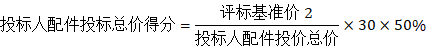 投标人配件投标总价得分 = 评标基准价 2 / 投标人配件投价总价 × 30 × 50%